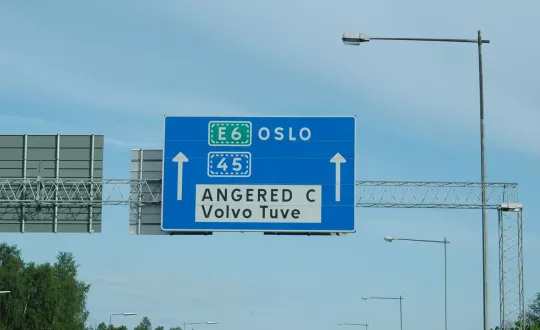 E6 OSLO
45
ANGERED C
Volvo Tuve